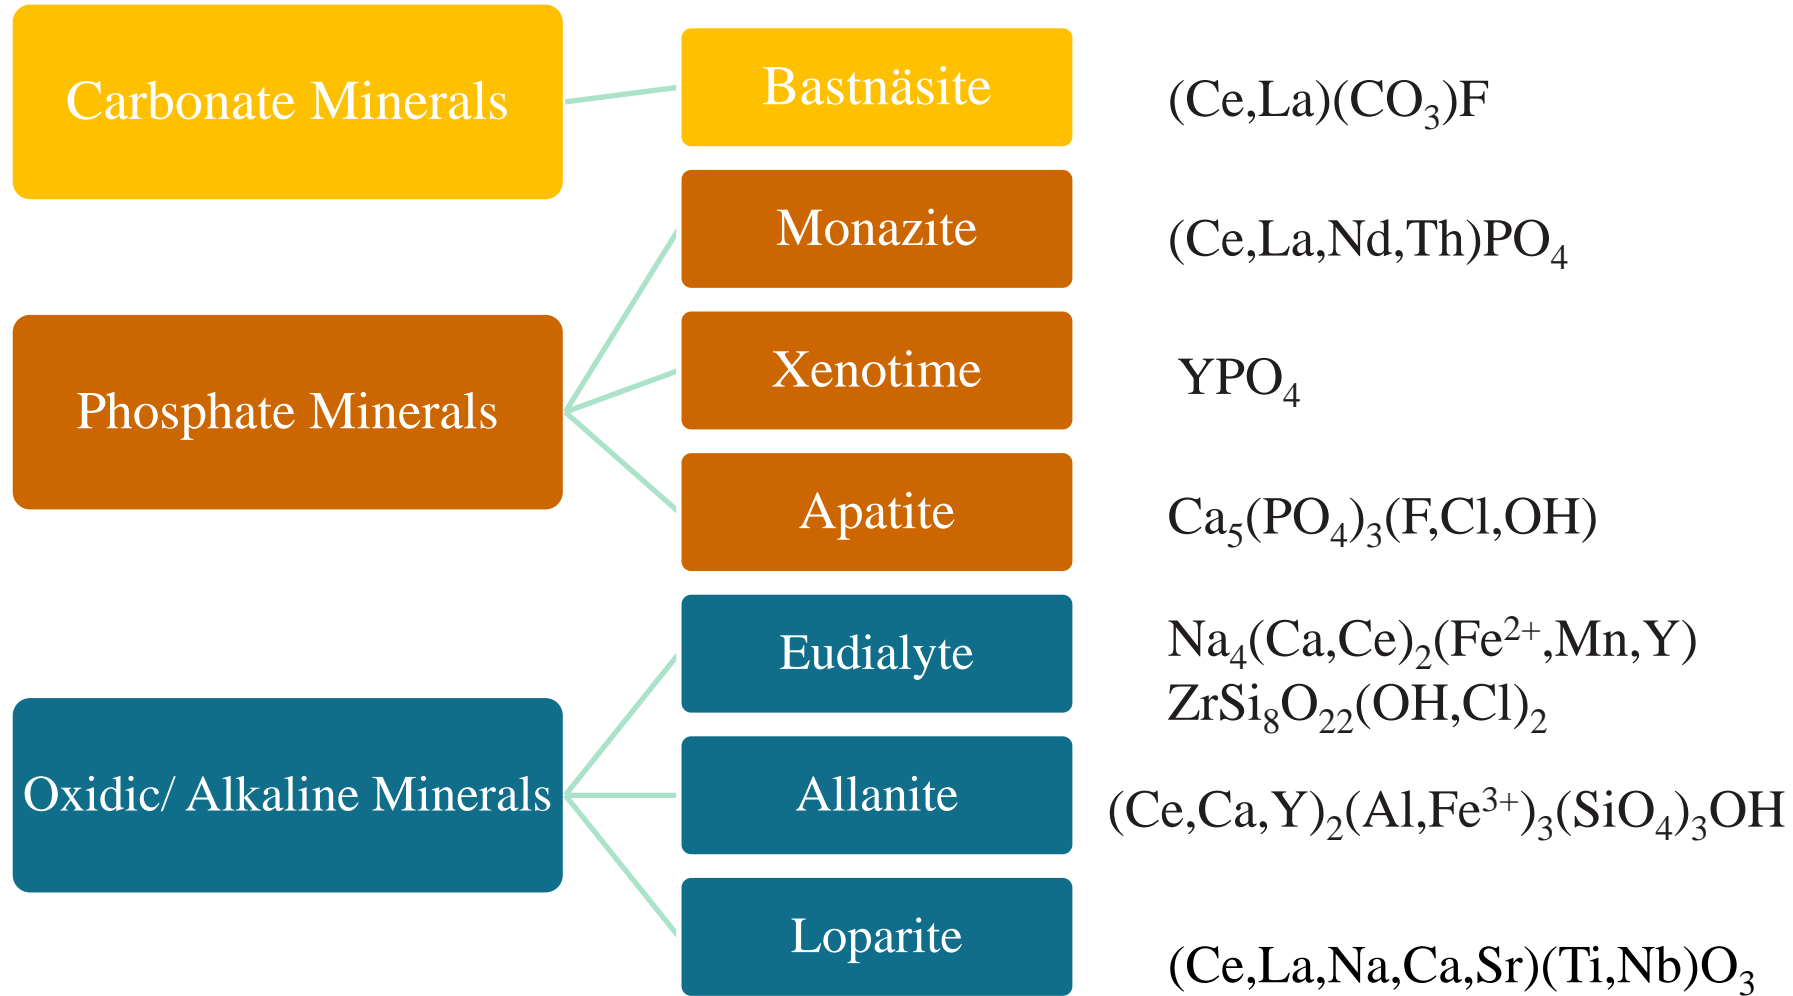 Carbonate Minerals
Bastnäsite
(Ce,La)(CO₃)F
Phosphate Minerals
Monazite
(Ce,La,Nd,Th)PO₄
Xenotime
YPO₄
Apatite
Ca₅(PO₄)₃(F,Cl,OH)
Oxidic/ Alkaline Minerals
Eudialyte
Na₄(Ca,Ce)₂(Fe²⁺,Mn,Y)
ZrSi₈O₂₂(OH,Cl)₂
Allanite
(Ce,Ca,Y)₂(Al,Fe³⁺)₃(SiO₄)₃OH
Loparite
(Ce,La,Na,Ca,Sr)(Ti,Nb)O₃